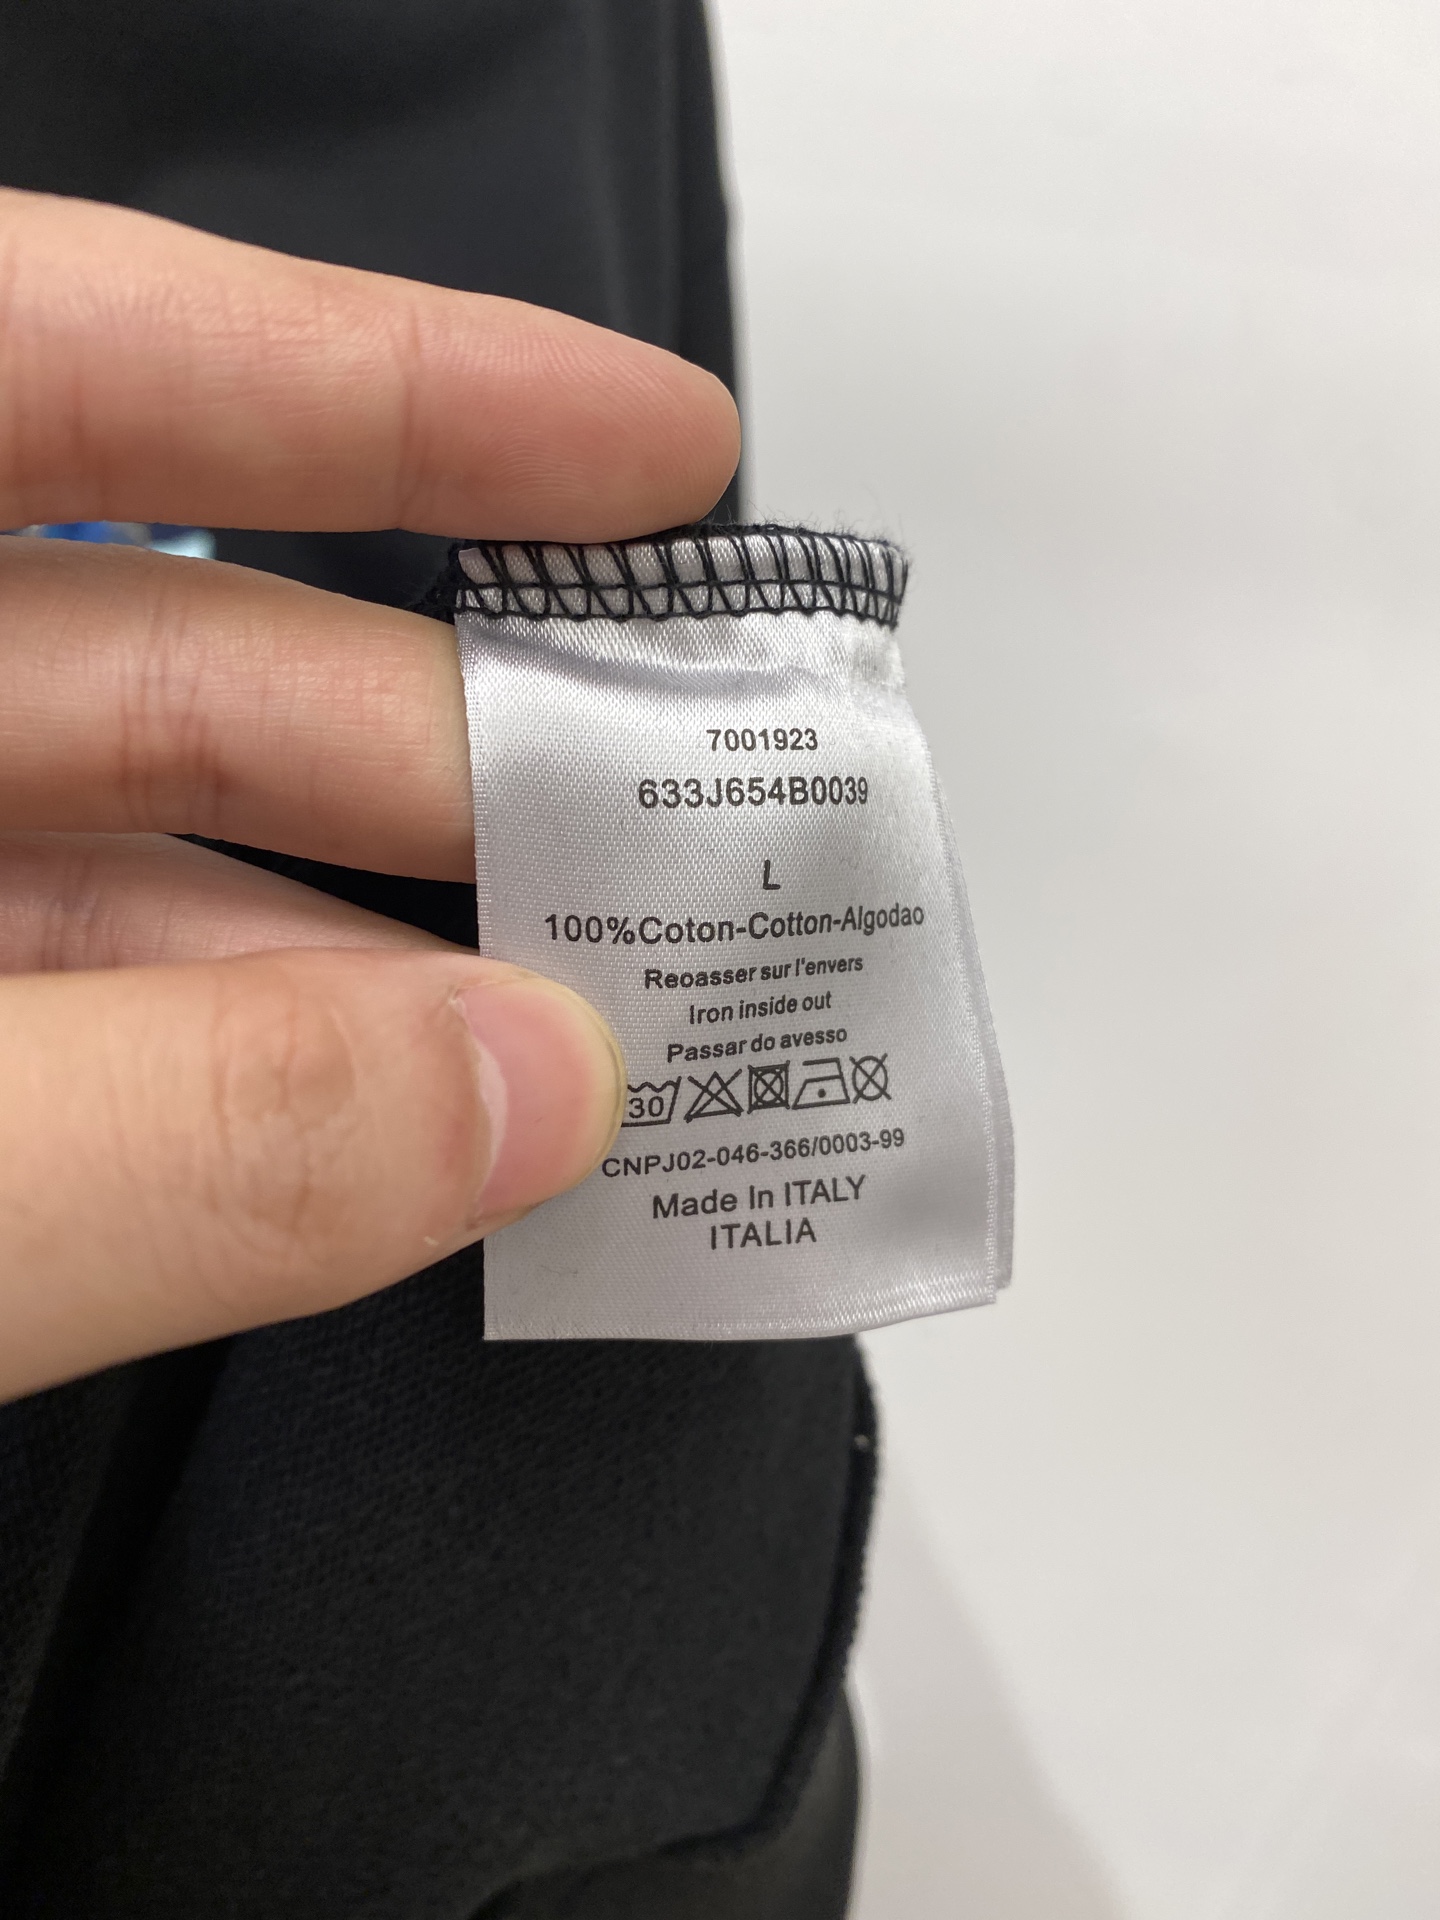 7001923
633J654B0039
L
100%Coton-Cotton-Algodao
Reoasser sur l'envers
Iron inside out
Passar do avesso
30
CNPJ02-046-366/0003-99
Made In ITALY
ITALIA